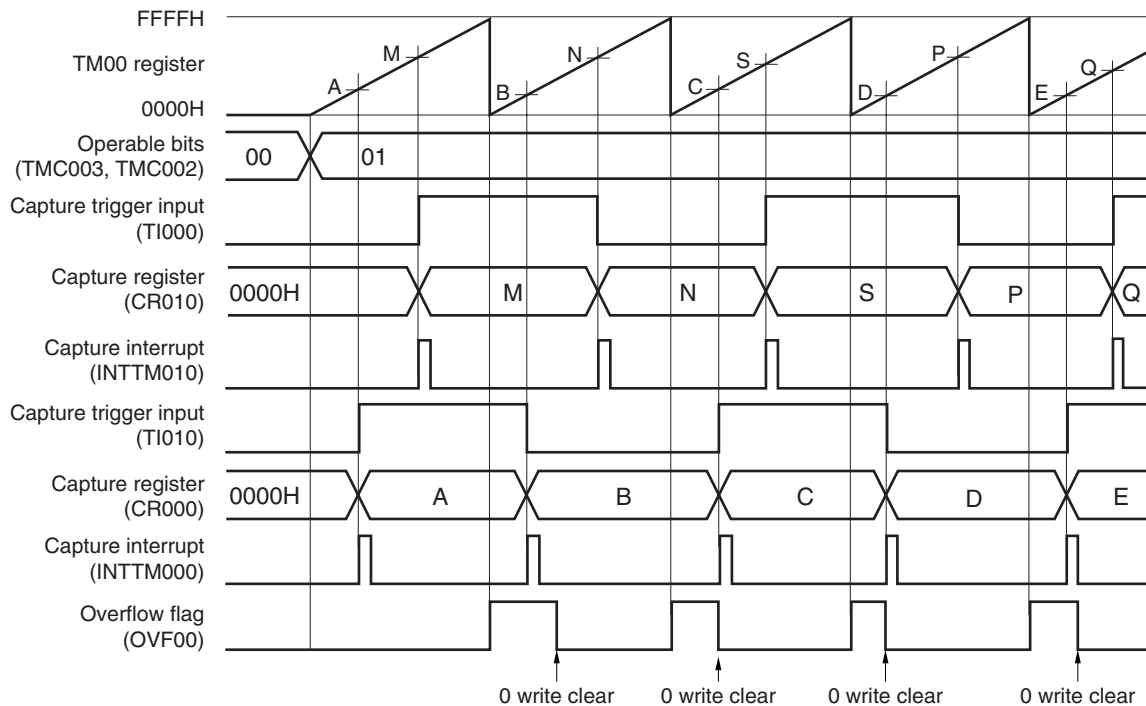 FFFFH
TM00 register
0000H
A M B N C S D P E Q
Operable bits
(TMC003, TMC002)
00 01
Capture trigger input
(TI000)
Capture register
(CR010)
0000H M N S P Q
Capture interrupt
(INTTM010)
Capture trigger input
(TI010)
Capture register
(CR000)
0000H A B C D E
Capture interrupt
(INTTM000)
Overflow flag
(OVF00)
0 write clear 0 write clear 0 write clear 0 write clear